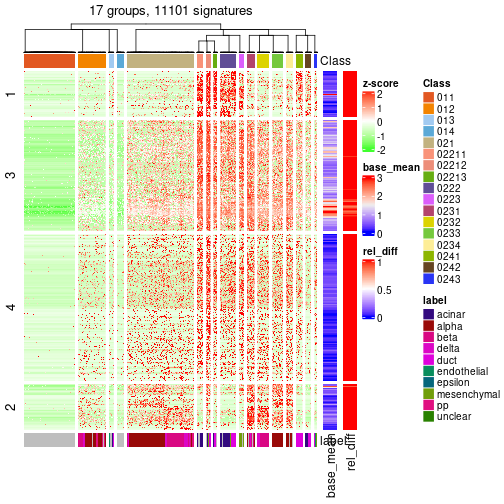 17 groups, 11101 signatures
Class
1
3
4
2
label
base_mean
rel_diff
z-score
2
1
0
-1
-2
base_mean
3
2
1
0
rel_diff
1
0.5
0
Class
011
012
013
014
021
02211
02212
02213
0222
0223
0231
0232
0233
0234
0241
0242
0243
label
acinar
alpha
beta
delta
duct
endothelial
epsilon
mesenchymal
pp
unclear